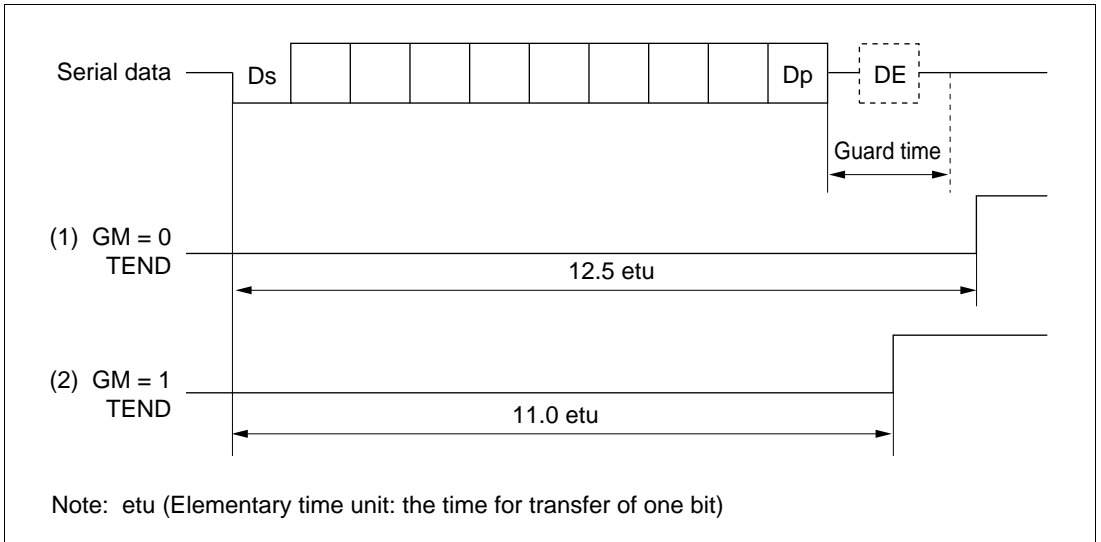 Serial data
Ds
Dp
DE
Guard time
(1) GM = 0
TEND
12.5 etu
(2) GM = 1
TEND
11.0 etu
Note: etu (Elementary time unit: the time for transfer of one bit)